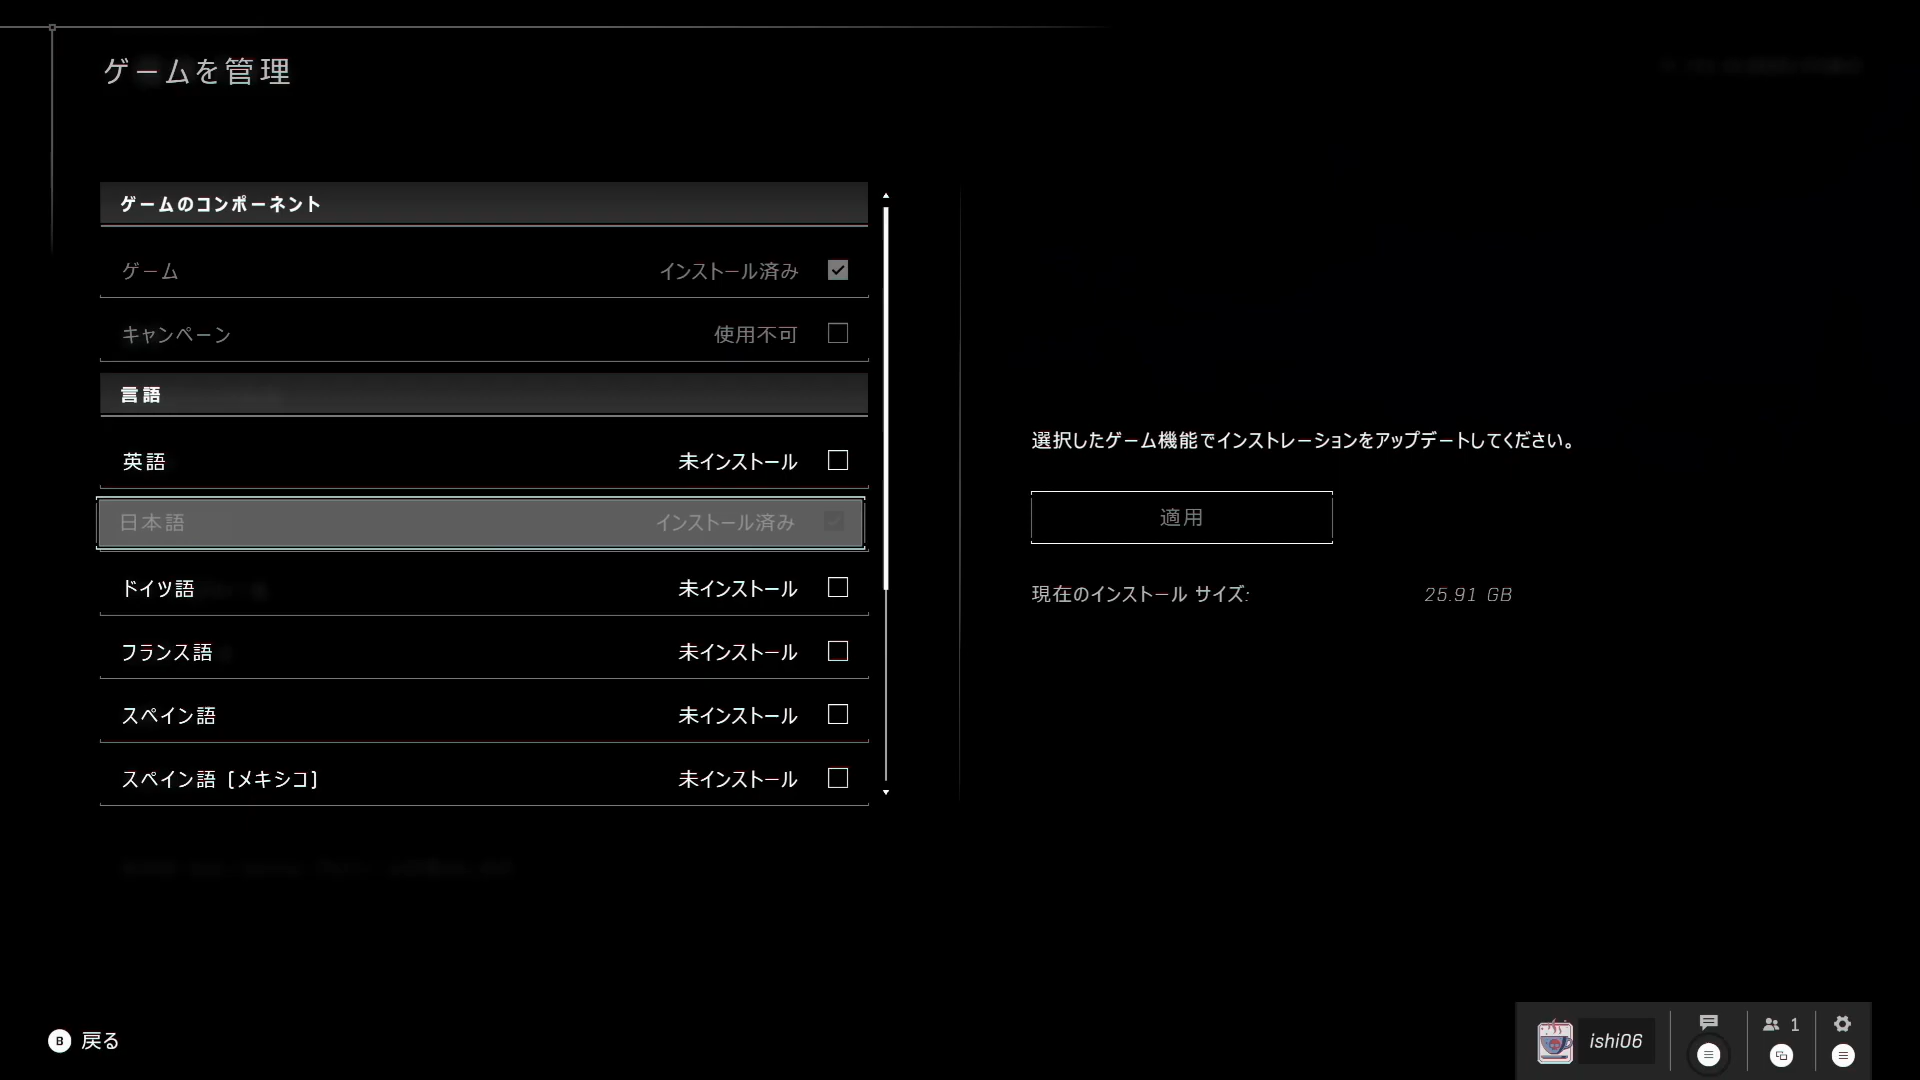 ゲームを管理
ゲームのコンポーネント
ゲーム インストール済み
キャンペーン 使用不可
言語
英語 未インストール
日本語 インストール済み
ドイツ語 未インストール
フランス語 未インストール
スペイン語 未インストール
スペイン語 [メキシコ] 未インストール
選択したゲーム機能でインストレーションをアップデートしてください。
適用
現在のインストール サイズ: 25.91 GB
B 戻る
ishi06
1